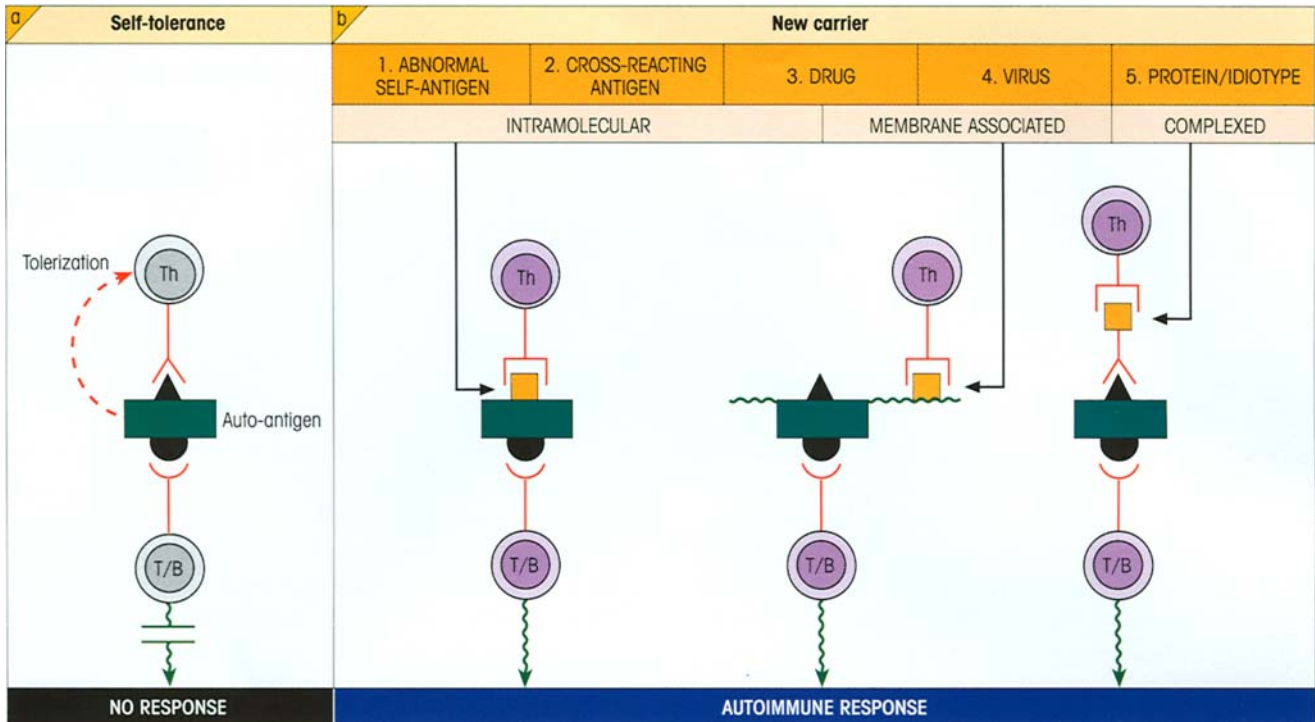 a
Self-tolerance
b
New carrier
1. ABNORMAL
SELF-ANTIGEN
2. CROSS-REACTING
ANTIGEN
3. DRUG
4. VIRUS
5. PROTEIN/IDIOTYPE
INTRAMOLECULAR
MEMBRANE ASSOCIATED
COMPLEXED
Tolerization
Th
Th
Th
Th
Auto-antigen
T/B
T/B
T/B
T/B
NO RESPONSE
AUTOIMMUNE RESPONSE